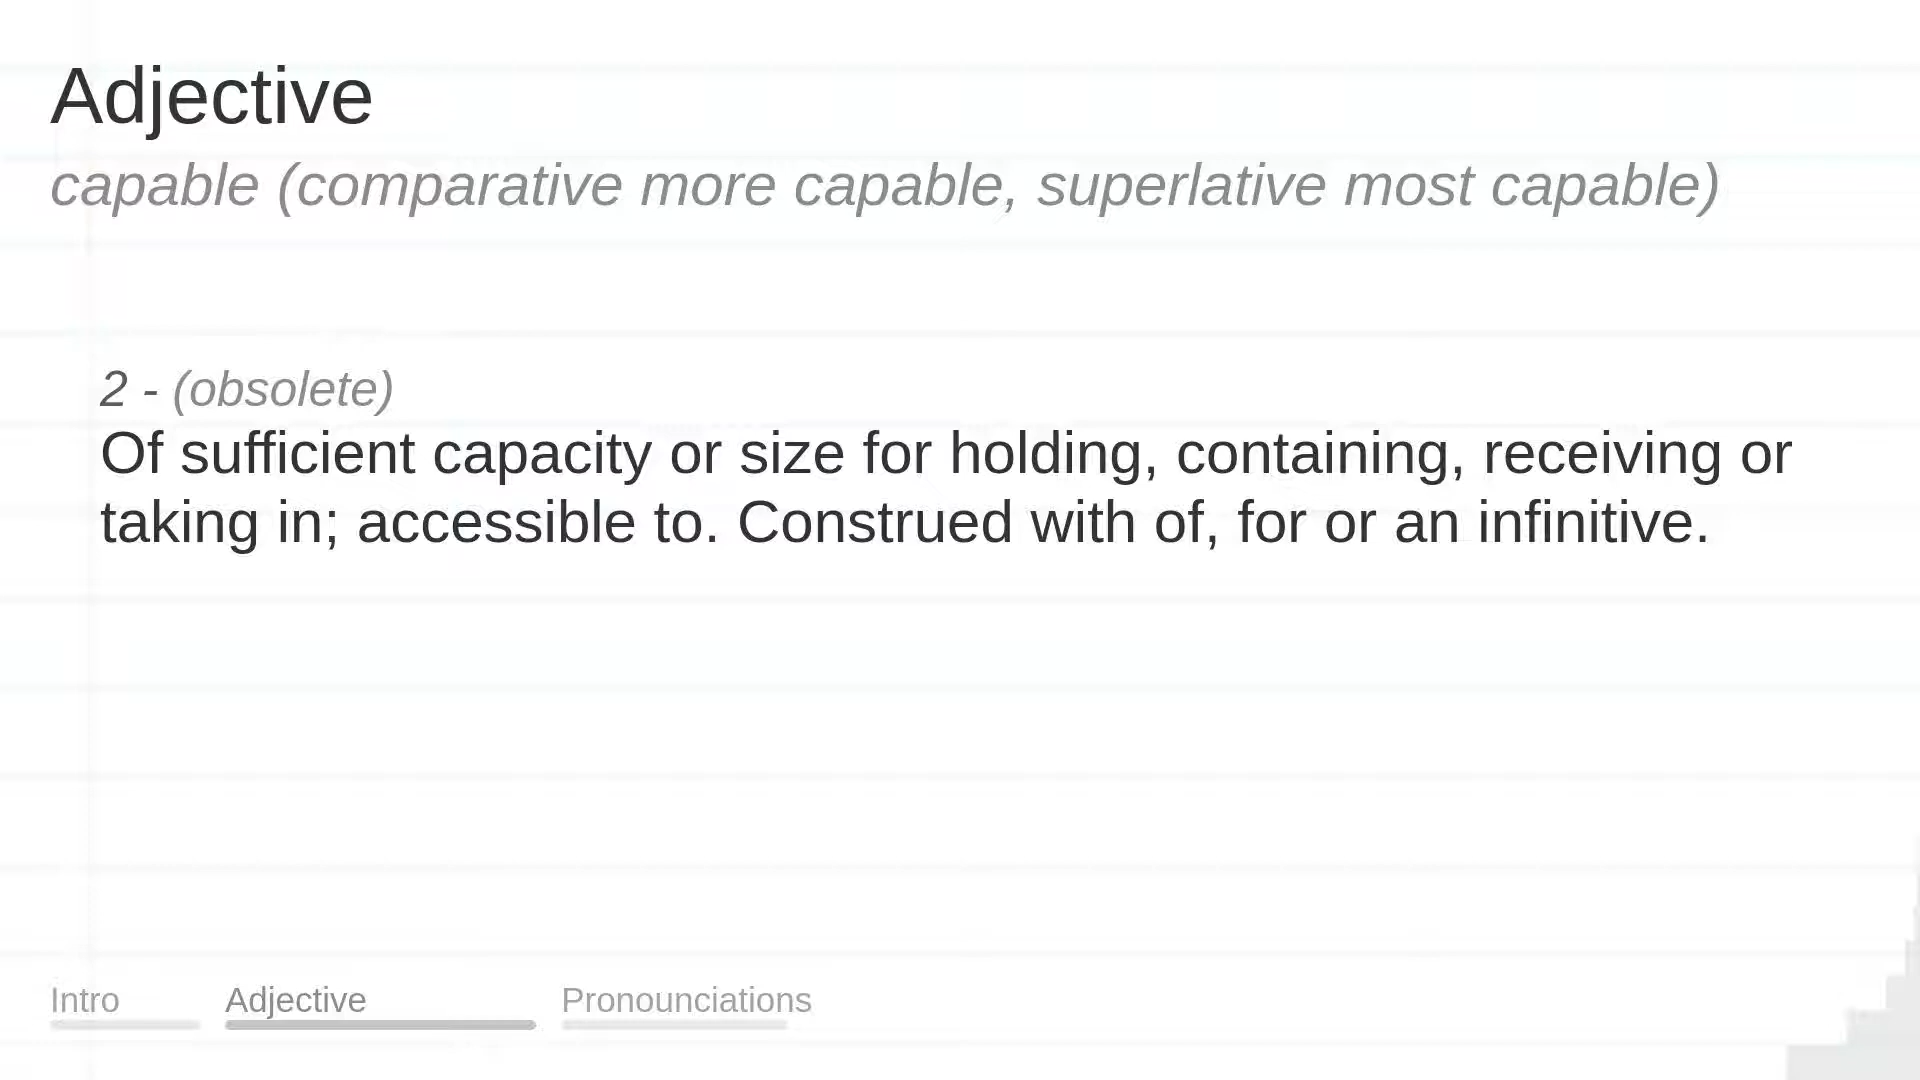 Adjective
capable (comparative more capable, superlative most capable)
2 - (obsolete)
Of sufficient capacity or size for holding, containing, receiving or
taking in; accessible to. Construed with of, for or an infinitive.
Intro Adjective Pronounciations